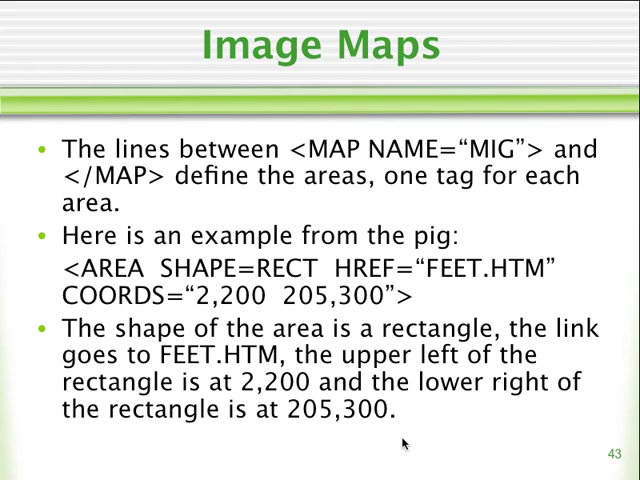 Image Maps
• The lines between <MAP NAME=“MIG”> and
</MAP> define the areas, one tag for each
area.
• Here is an example from the pig:
<AREA SHAPE=RECT HREF=“FEET.HTM”
COORDS=“2,200 205,300”>
• The shape of the area is a rectangle, the link
goes to FEET.HTM, the upper left of the
rectangle is at 2,200 and the lower right of
the rectangle is at 205,300.
43